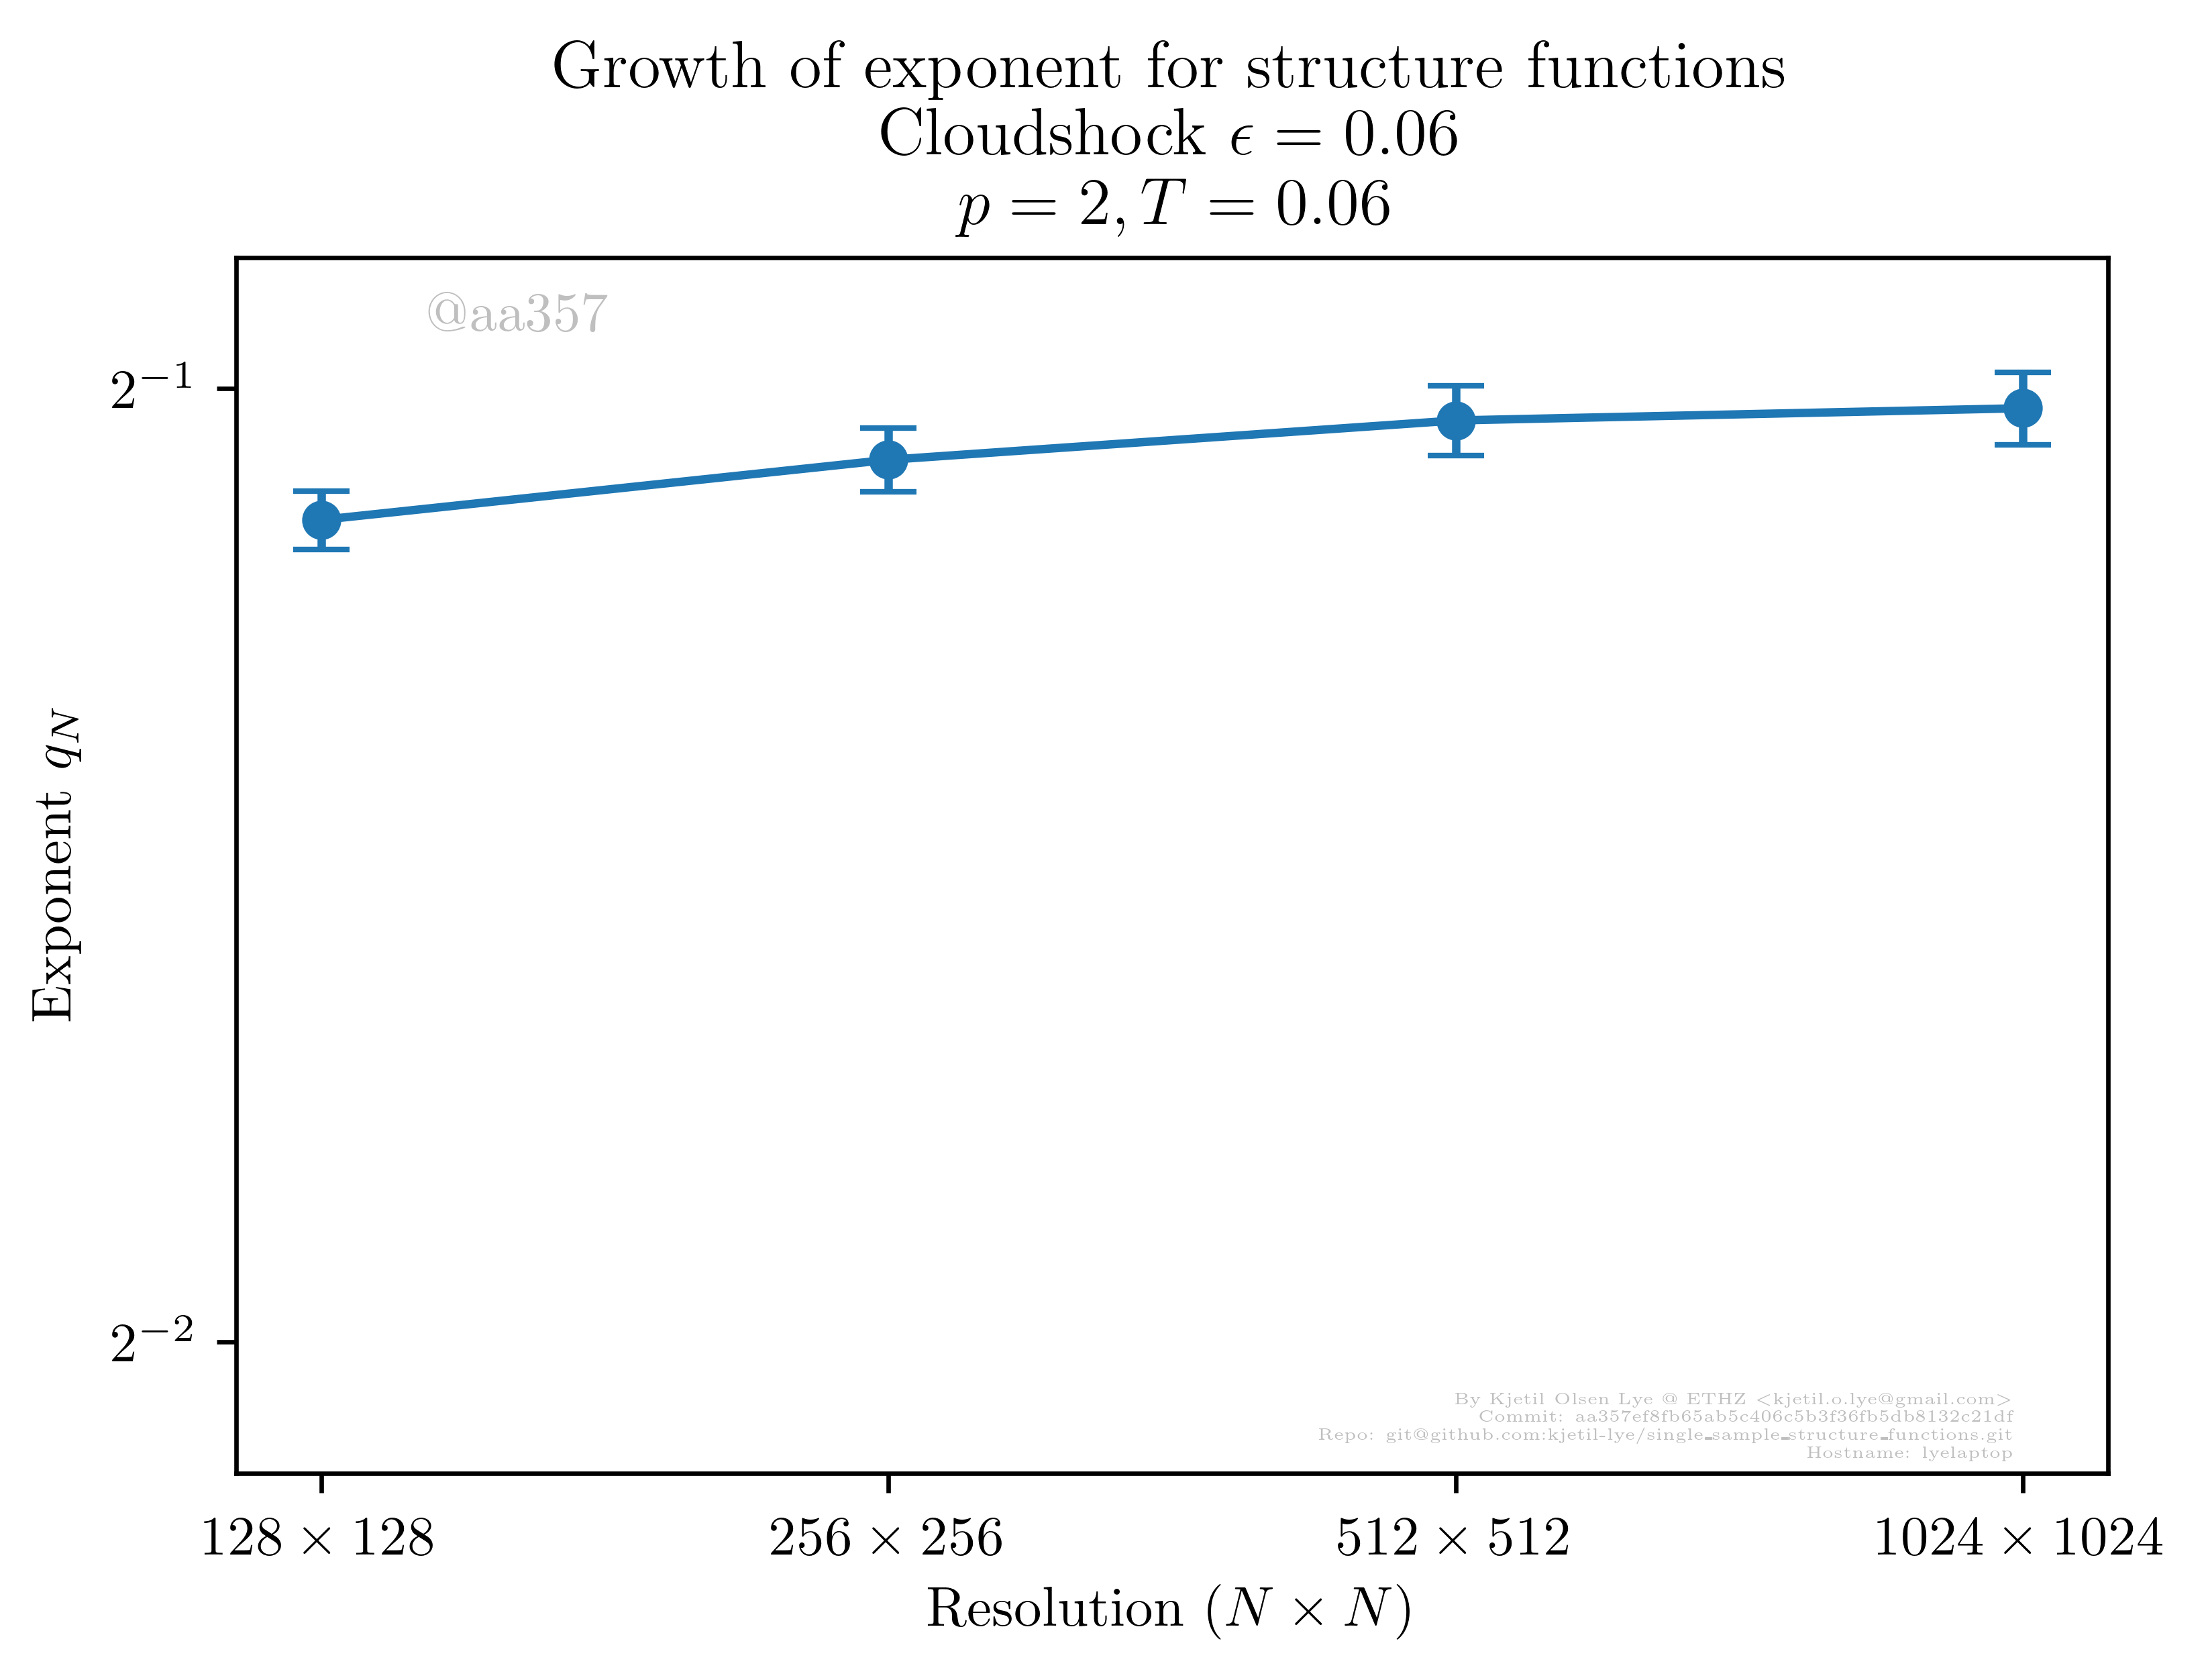 Growth of exponent for structure functions
Cloudshock ϵ = 0.06
p = 2, T = 0.06
@aa357
2⁻¹
Exponent q_N
2⁻²
By Kjetil Olsen Lye @ ETHZ <kjetil.o.lye@gmail.com>
Commit: aa357ef8fb65ab5c406c5b3f36fb5db8132c21df
Repo: git@github.com:kjetil-lye/single_sample_structure_functions.git
Hostname: lyelaptop
128 × 128 256 × 256 512 × 512 1024 × 1024
Resolution (N × N)